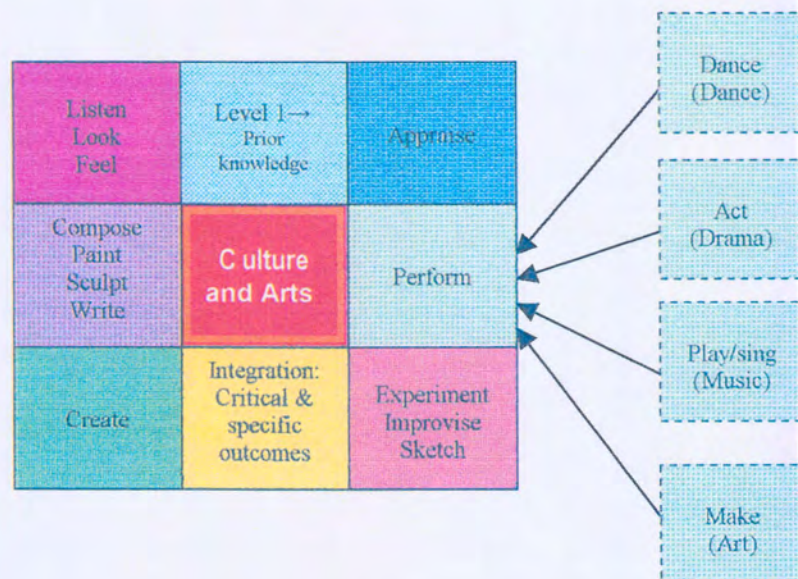 Listen
Look
Feel
Level 1→
Prior
knowledge
Appraise
Compose
Paint
Sculpt
Write
Culture
and Arts
Perform
Create
Integration:
Critical &
specific
outcomes
Experiment
Improvise
Sketch
Dance
(Dance)
Act
(Drama)
Play/sing
(Music)
Make
(Art)